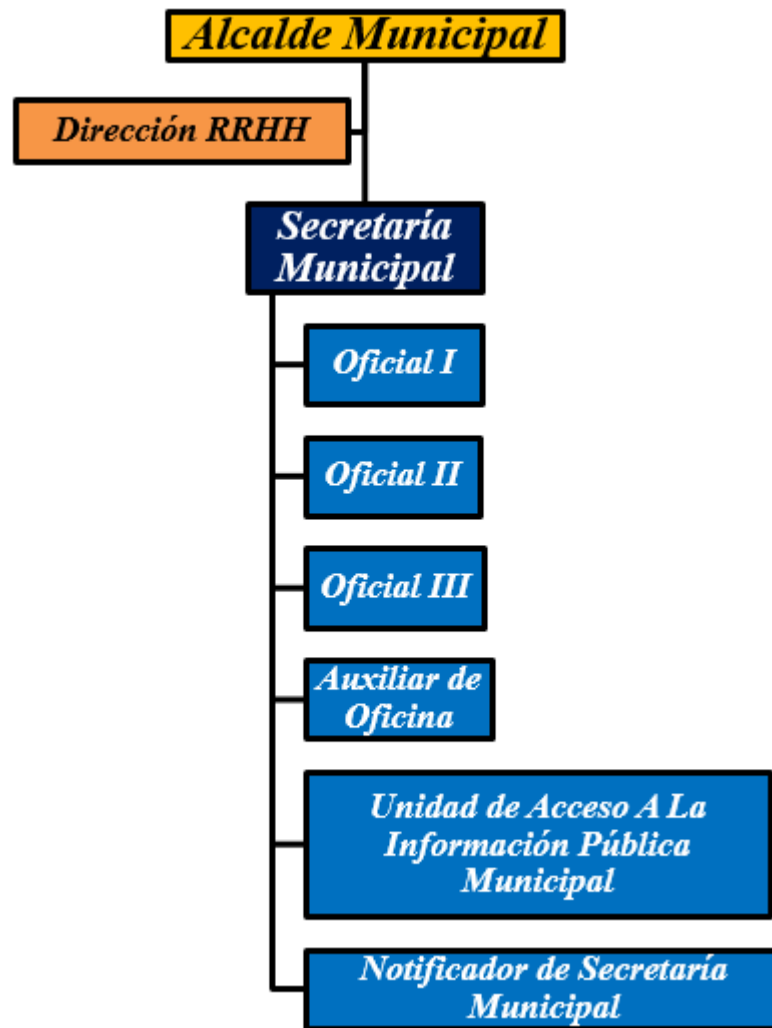 Alcalde Municipal
Dirección RRHH
Secretaría
Municipal
Oficial I
Oficial II
Oficial III
Auxiliar de
Oficina
Unidad de Acceso A La
Información Pública
Municipal
Notificador de Secretaría
Municipal